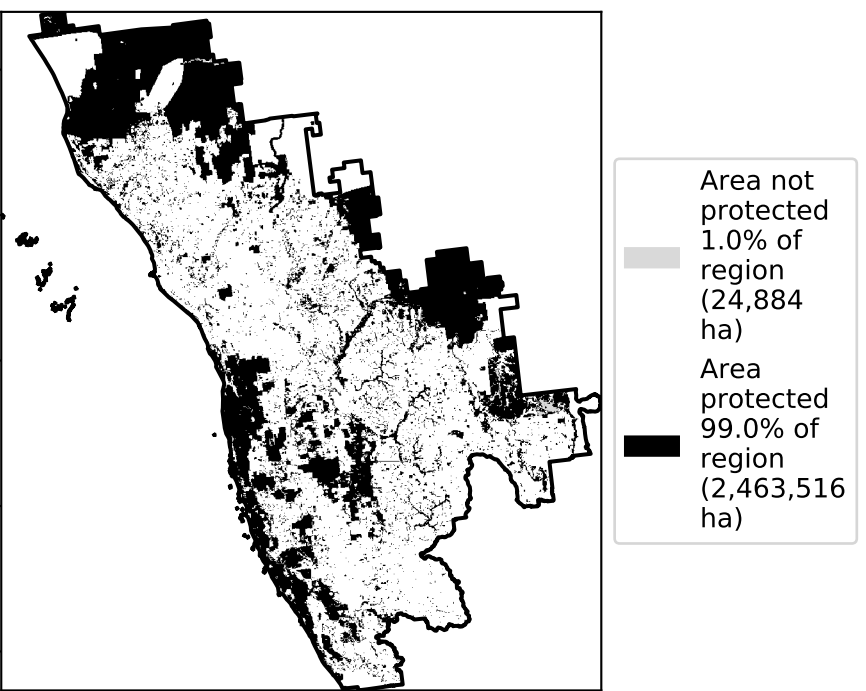 Area not
protected
1.0% of
region
(24,884
ha)
Area
protected
99.0% of
region
(2,463,516
ha)